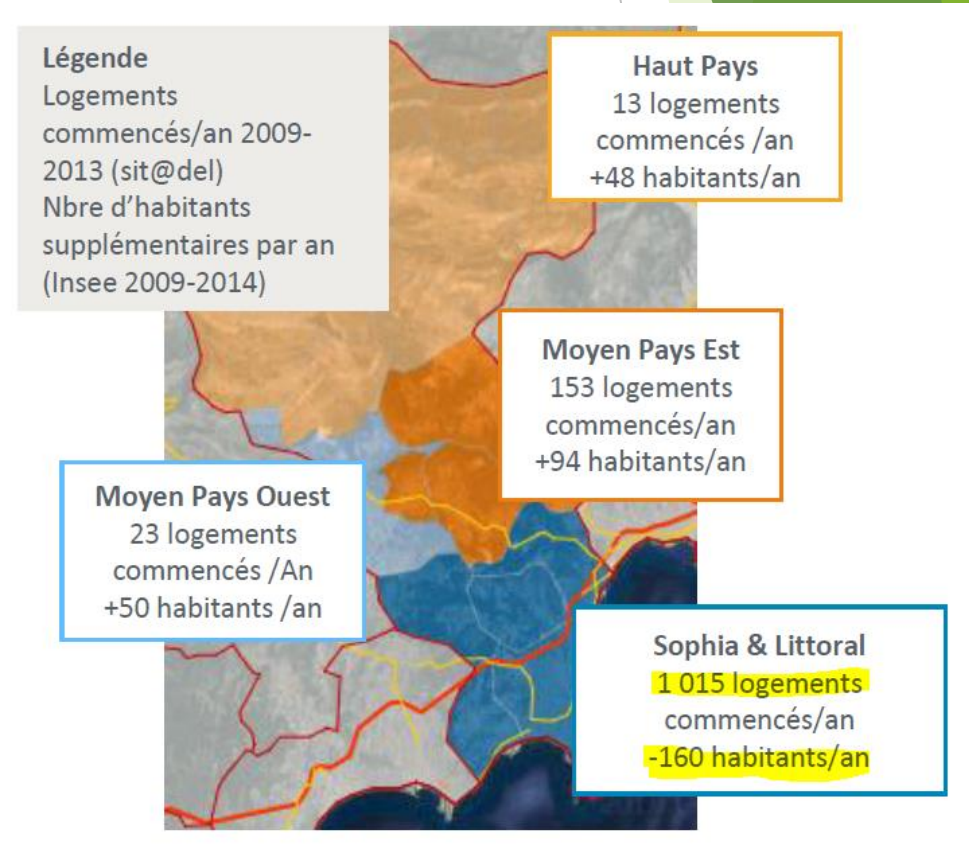 Légende
Logements
commencés/an 2009-
2013 (sit@del)
Nbre d'habitants
supplémentaires par an
(Insee 2009-2014)
Haut Pays
13 logements
commencés /an
+48 habitants/an
Moyen Pays Est
153 logements
commencés/an
+94 habitants/an
Moyen Pays Ouest
23 logements
commencés /An
+50 habitants /an
Sophia & Littoral
1 015 logements
commencés/an
-160 habitants/an